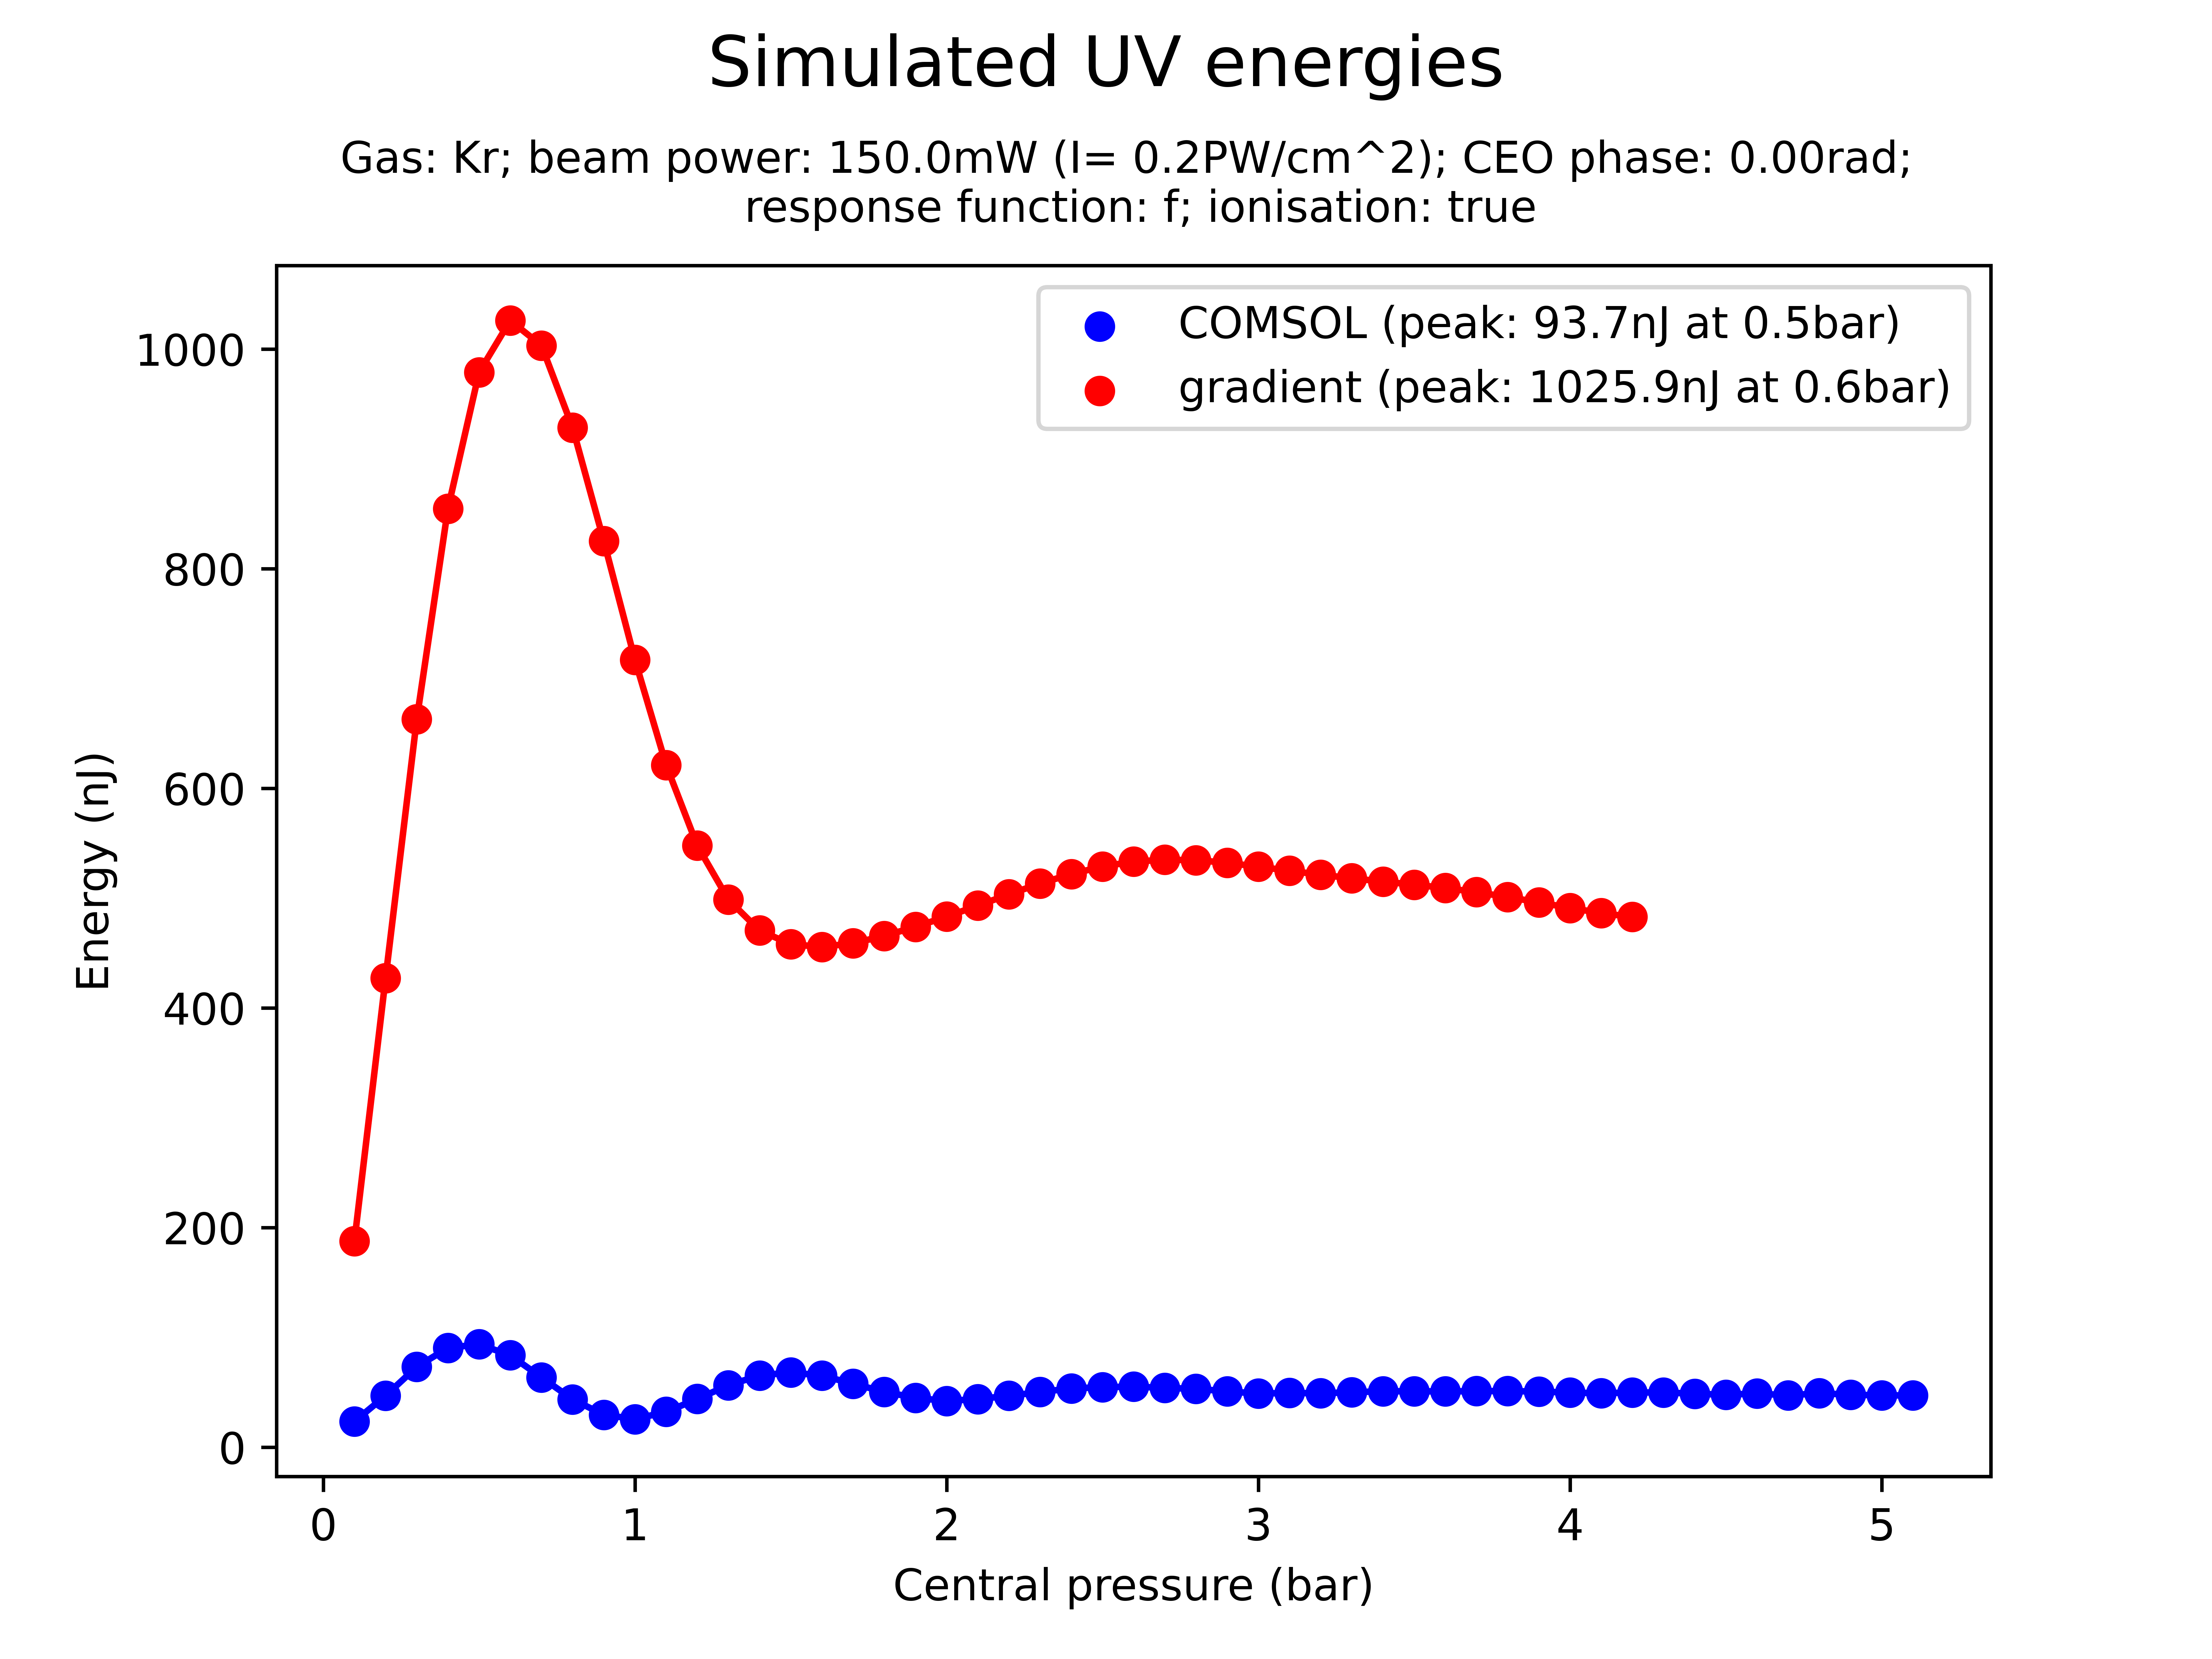 Simulated UV energies
Gas: Kr; beam power: 150.0mW (I= 0.2PW/cm^2); CEO phase: 0.00rad;
response function: f; ionisation: true
COMSOL (peak: 93.7nJ at 0.5bar)
gradient (peak: 1025.9nJ at 0.6bar)
Energy (nJ)
1000
800
600
400
200
0
0 1 2 3 4 5
Central pressure (bar)